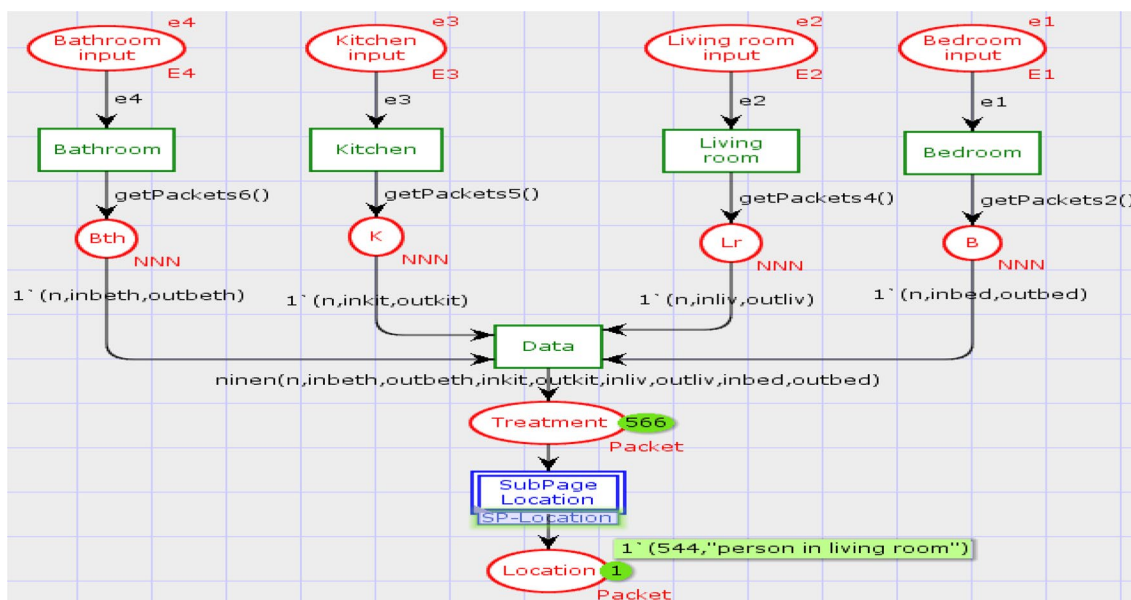 e4
e3
e2
e1
Bathroom
input
Kitchen
input
Living room
input
Bedroom
input
E4
E3
E2
E1
e4
e3
e2
e1
Bathroom
Kitchen
Living
room
Bedroom
getPackets6()
getPackets5()
getPackets4()
getPackets2()
Bth
K
Lr
B
NNN
NNN
NNN
NNN
1`(n,inbeth,outbeth)
1`(n,inkit,outkit)
1`(n,inliv,outliv)
1`(n,inbed,outbed)
Data
ninen(n,inbeth,outbeth,inkit,outkit,inliv,outliv,inbed,outbed)
Treatment
566
Packet
SubPage
Location
SP-Location
1`(544,"person in living room")
Location
1
Packet